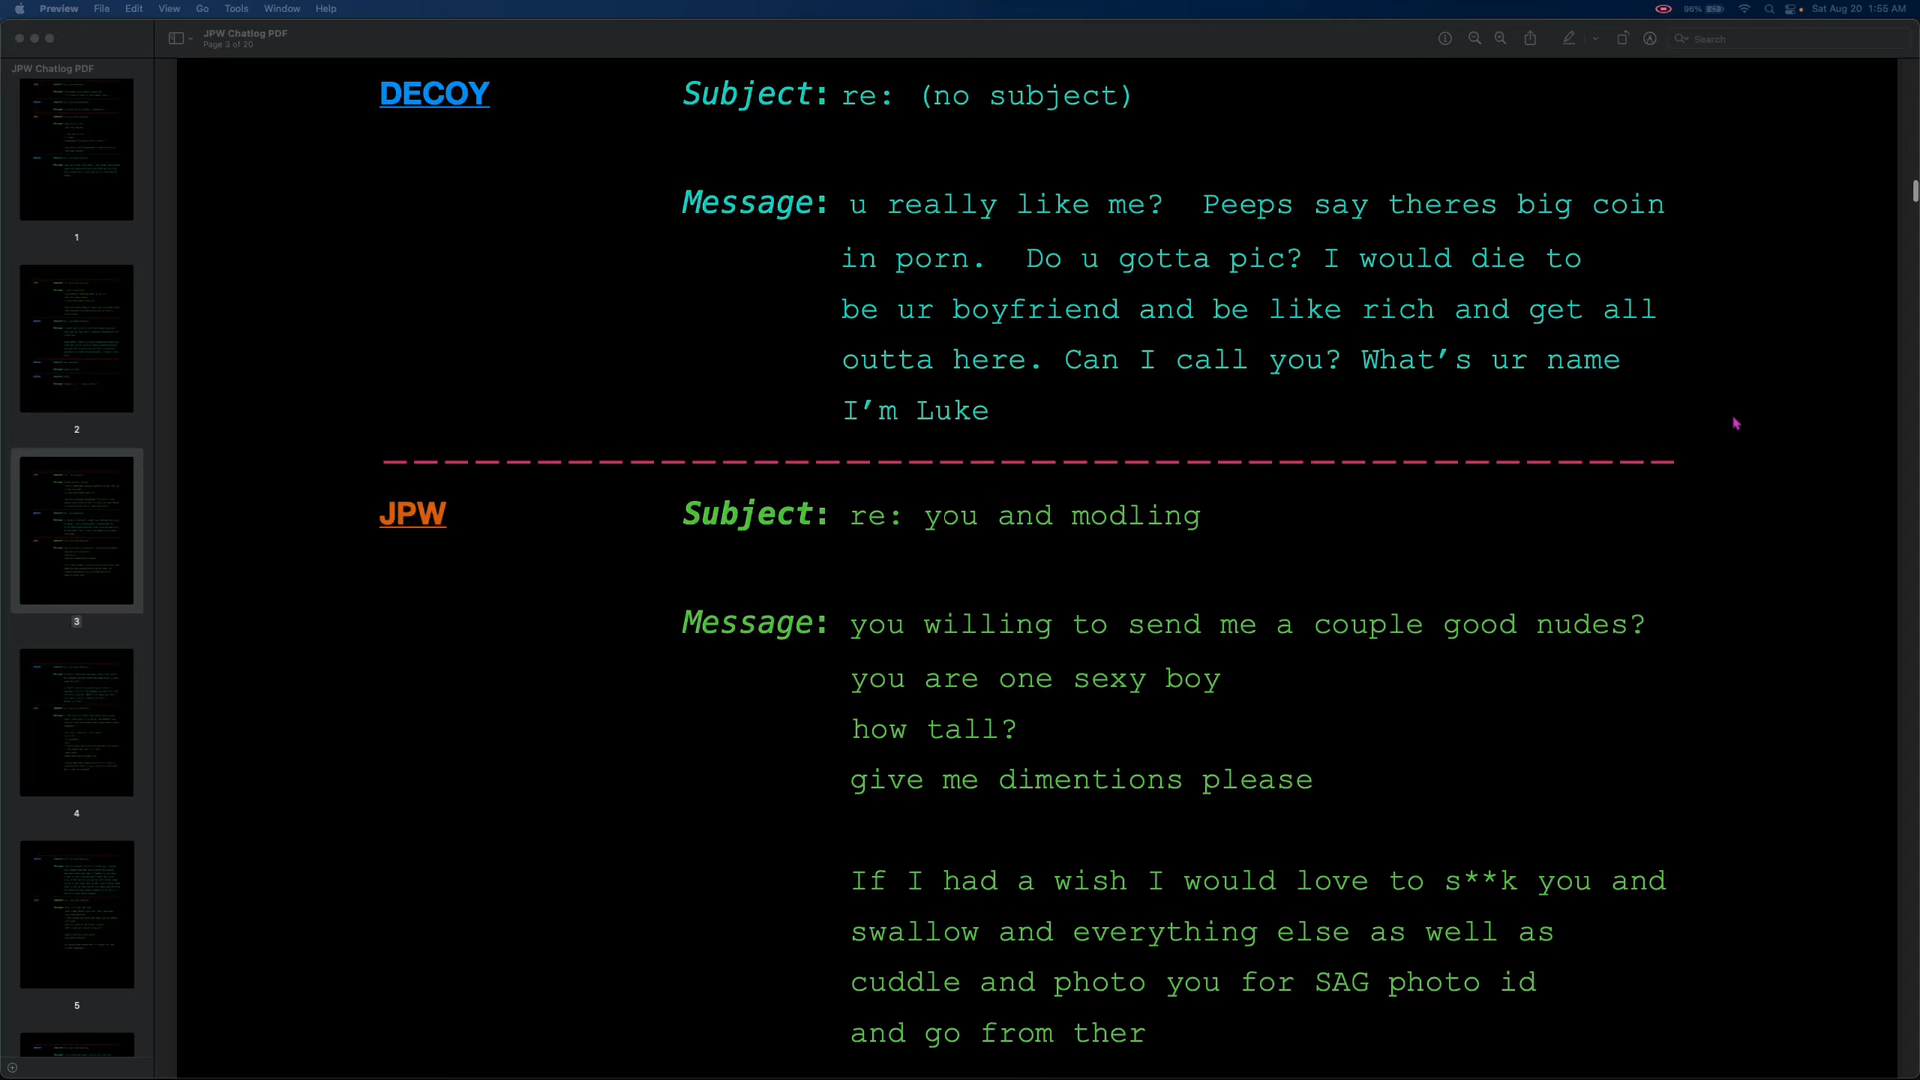 Preview File Edit View Go Tools Window Help
96% Sat Aug 20 1:55 AM
JPW Chatlog PDF
Page 3 of 20
Search
JPW Chatlog PDF
1
2
3
4
5
DECOY Subject: re: (no subject)
Message: u really like me? Peeps say theres big coin
in porn. Do u gotta pic? I would die to
be ur boyfriend and be like rich and get all
outta here. Can I call you? What’s ur name
I’m Luke
JPW Subject: re: you and modling
Message: you willing to send me a couple good nudes?
you are one sexy boy
how tall?
give me dimentions please
If I had a wish I would love to s**k you and
swallow and everything else as well as
cuddle and photo you for SAG photo id
and go from ther